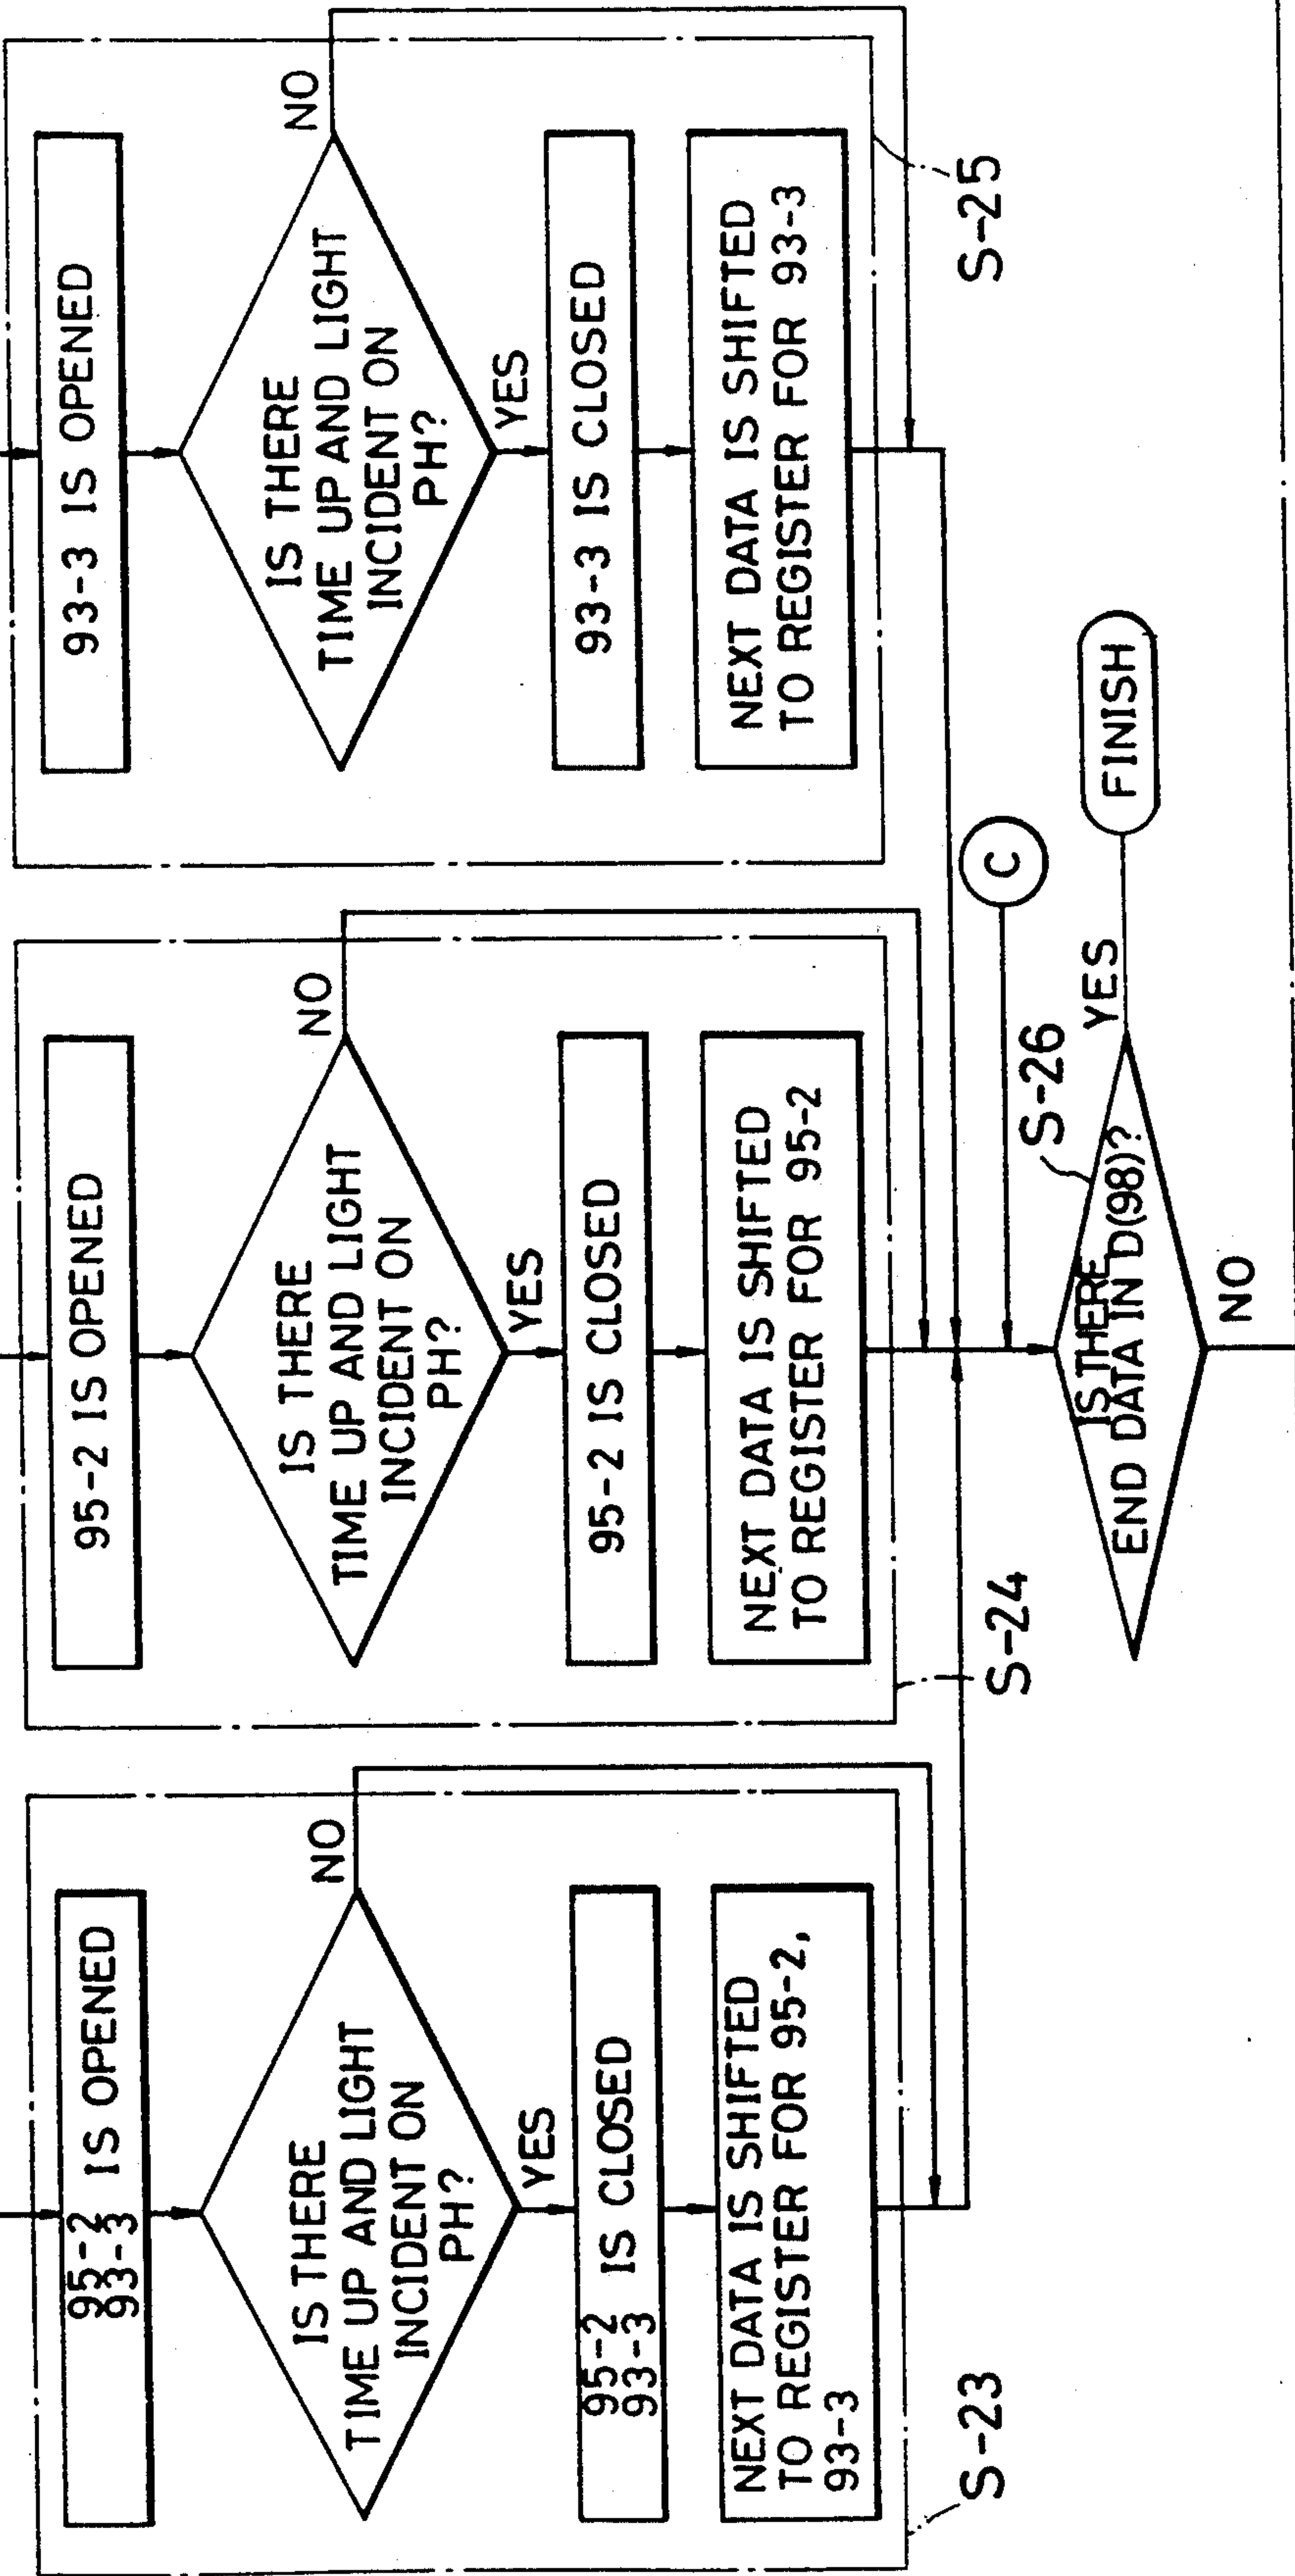 95-2
93-3 IS OPENED
IS THERE
TIME UP AND LIGHT
INCIDENT ON
PH?
NO
YES
95-2
93-3 IS CLOSED
NEXT DATA IS SHIFTED
TO REGISTER FOR 95-2,
93-3
S-23
95-2 IS OPENED
IS THERE
TIME UP AND LIGHT
INCIDENT ON
PH?
NO
YES
95-2 IS CLOSED
NEXT DATA IS SHIFTED
TO REGISTER FOR 95-2
S-24
93-3 IS OPENED
IS THERE
TIME UP AND LIGHT
INCIDENT ON
PH?
NO
YES
93-3 IS CLOSED
NEXT DATA IS SHIFTED
TO REGISTER FOR 93-3
S-25
C
S-26
IS THERE
END DATA IN D(98)?
YES
FINISH
NO